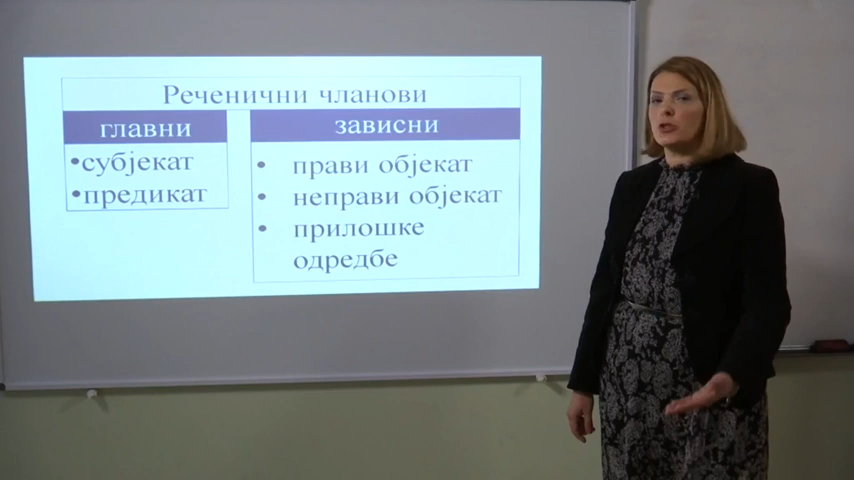 Реченични чланови
главни
•субјекат
•предикат
зависни
• прави објекат
• неправи објекат
• прилошке
одредбе